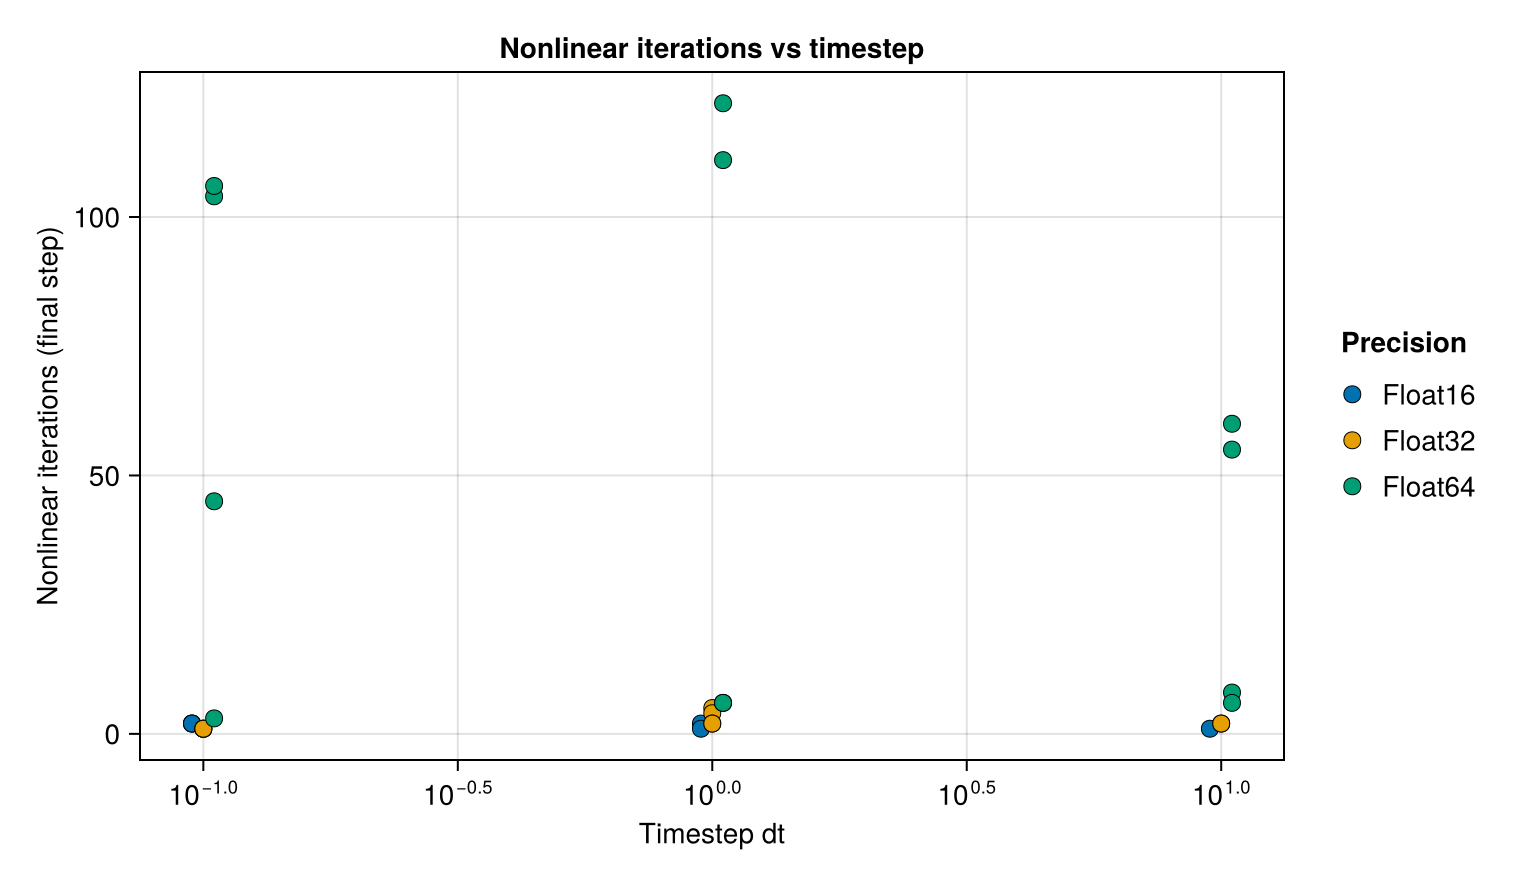 Nonlinear iterations vs timestep
Nonlinear iterations (final step)
100
50
0
10^−1.0
10^−0.5
10^0.0
10^0.5
10^1.0
Timestep dt
Precision
Float16
Float32
Float64